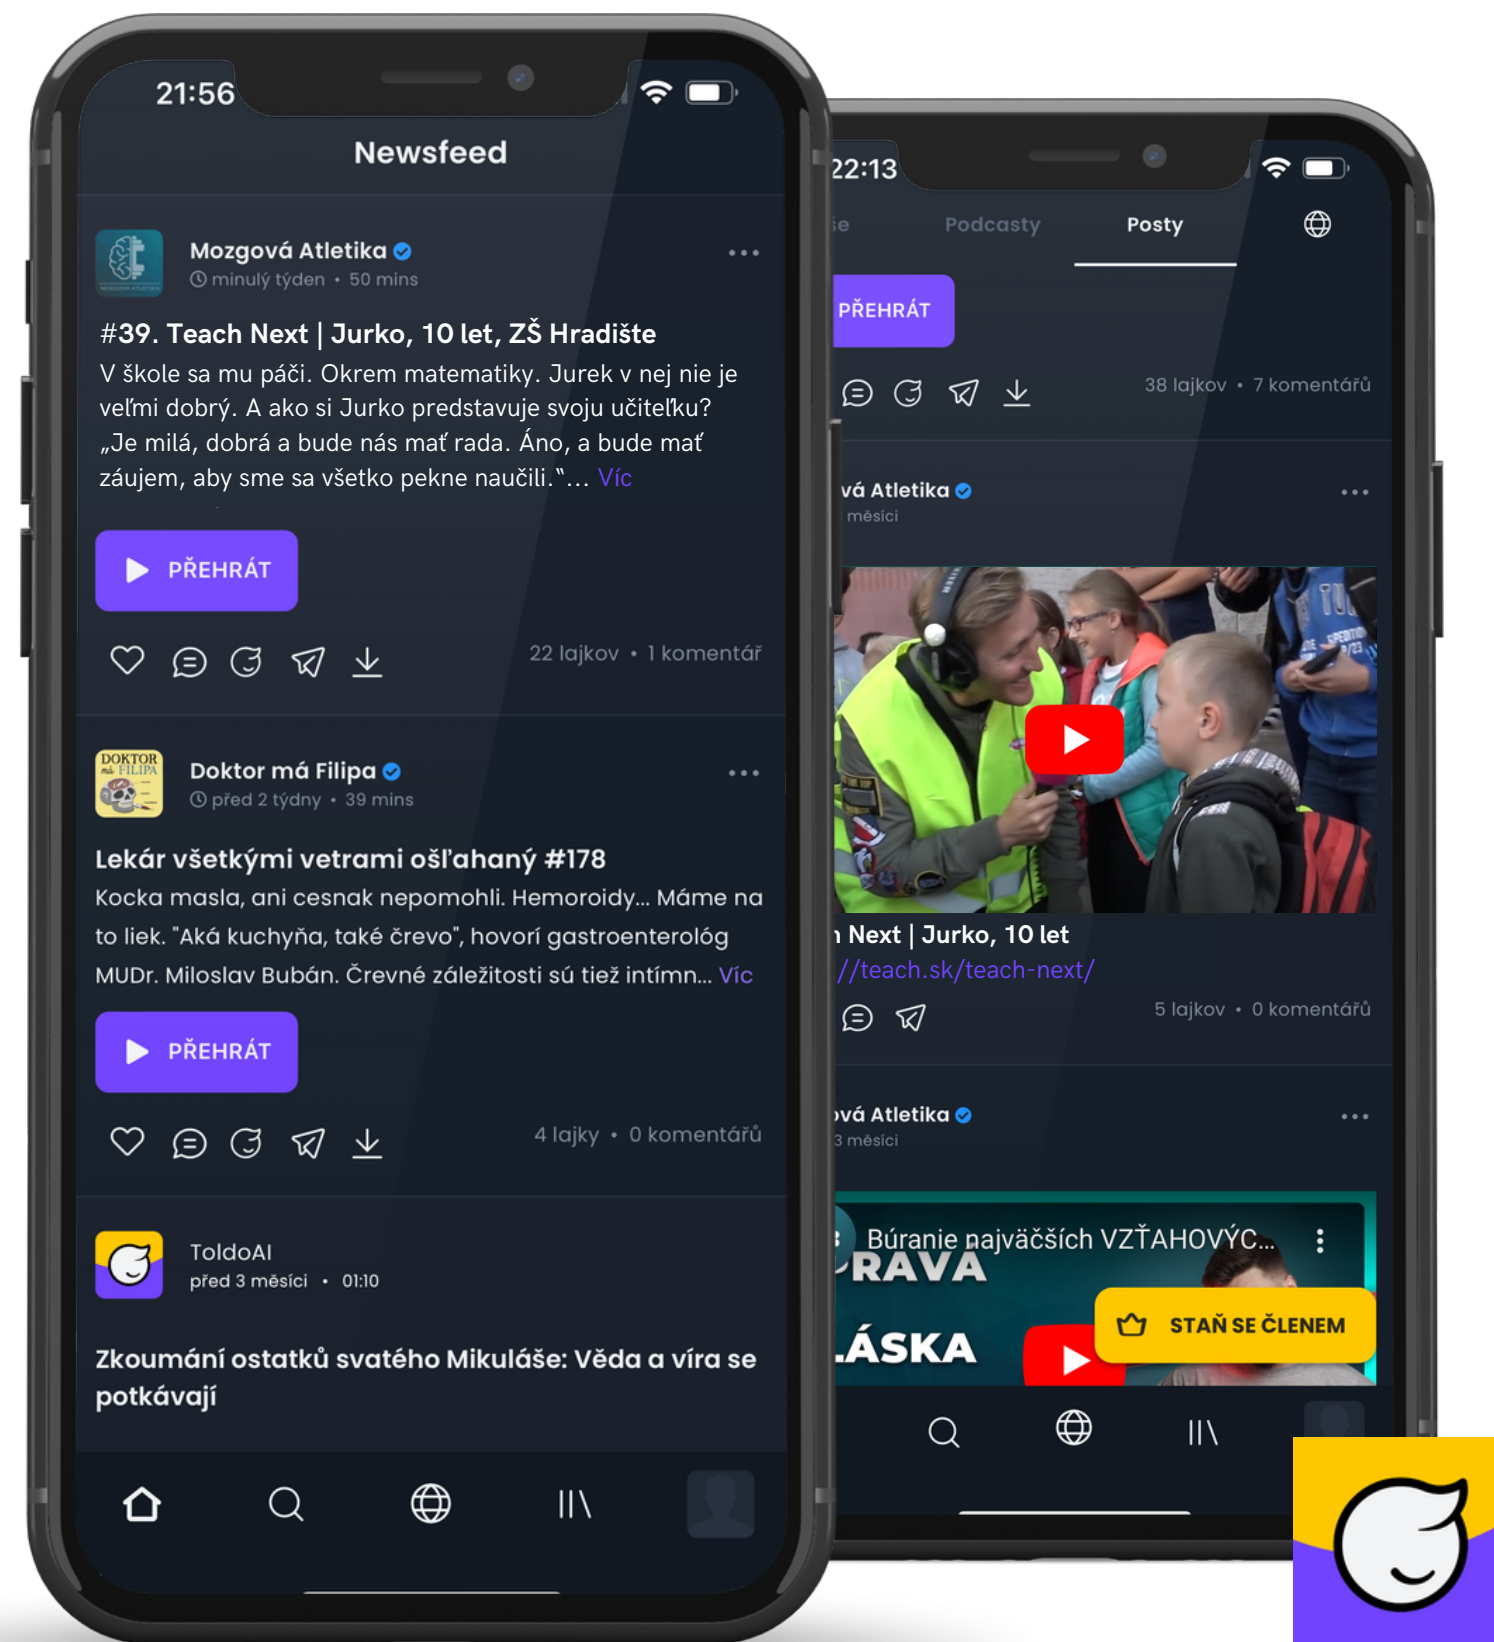 21:56
Newsfeed
Mozgová Atletika
minulý týden • 50 mins
#39. Teach Next | Jurko, 10 let, ZŠ Hradište
V škole sa mu páči. Okrem matematiky. Jurek v nej nie je
veľmi dobrý. A ako si Jurko predstavuje svoju učiteľku?
„Je milá, dobrá a bude nás mať rada. Áno, a bude mať
záujem, aby sme sa všetko pekne naučili.“... Víc
PŘEHRÁT
22 lajkov • 1 komentář
DOKTOR
má FILIPA
Doktor má Filipa
před 2 týdny • 39 mins
Lekár všetkými vetrami ošľahaný #178
Kocka masla, ani cesnak nepomohli. Hemoroidy... Máme na
to liek. "Aká kuchyňa, také črevo", hovorí gastroenterológ
MUDr. Miloslav Bubán. Črevné záležitosti sú tiež intímn... Víc
PŘEHRÁT
4 lajky • 0 komentářů
ToldoAI
před 3 měsíci • 01:10
Zkoumání ostatků svatého Mikuláše: Věda a víra se
potkávají
22:13
Podcasty
Posty
PŘEHRÁT
38 lajkov • 7 komentářů
vá Atletika
měsíci
Next | Jurko, 10 let
//teach.sk/teach-next/
5 lajkov • 0 komentářů
ová Atletika
3 měsíci
Búranie najväčších VZŤAHOVÝC...
RAVÁ
LÁSKA
STAŇ SE ČLENEM